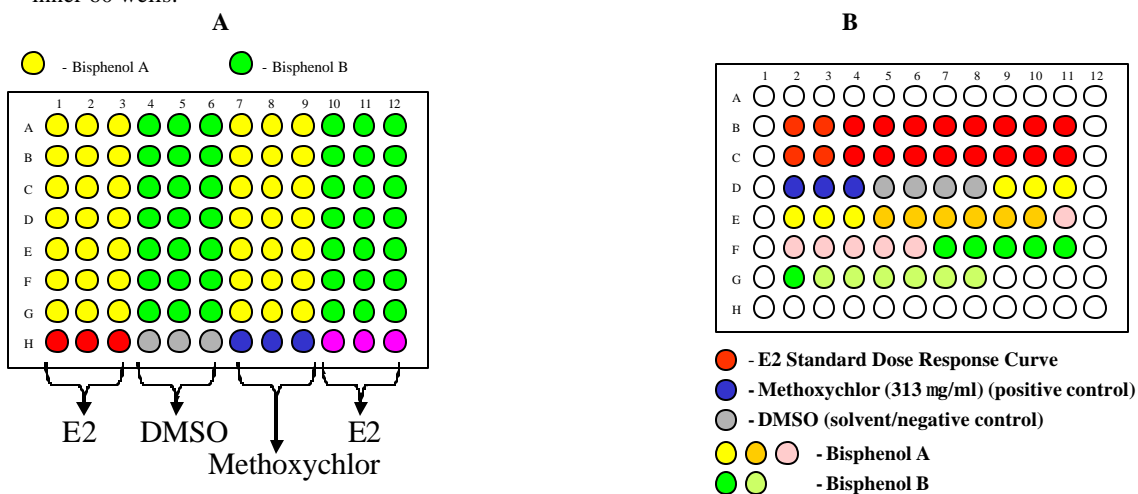 inner 60 wells.
A
- Bisphenol A - Bisphenol B
1 2 3 4 5 6 7 8 9 10 11 12
A
B
C
D
E
F
G
H
E2 DMSO E2
Methoxychlor
B
1 2 3 4 5 6 7 8 9 10 11 12
A
B
C
D
E
F
G
H
- E2 Standard Dose Response Curve
- Methoxychlor (313 mg/ml) (positive control)
- DMSO (solvent/negative control)
- Bisphenol A
- Bisphenol B